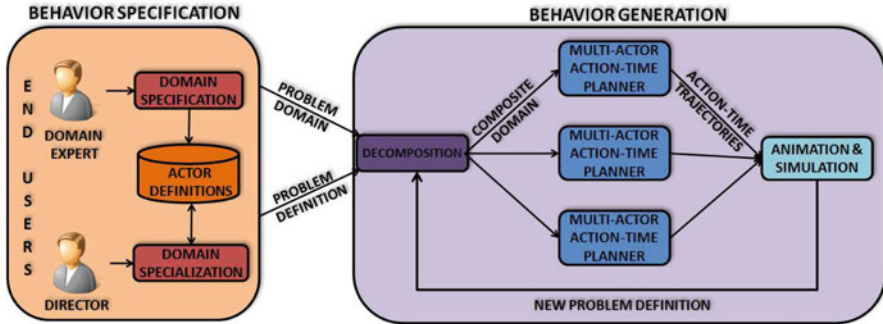 BEHAVIOR SPECIFICATION
END USERS
DOMAIN
EXPERT
DOMAIN
SPECIFICATION
ACTOR
DEFINITIONS
DOMAIN
SPECIALIZATION
DIRECTOR
PROBLEM
DOMAIN
PROBLEM
DEFINITION
BEHAVIOR GENERATION
DECOMPOSITION
COMPOSITE
DOMAIN
MULTI-ACTOR
ACTION-TIME
PLANNER
MULTI-ACTOR
ACTION-TIME
PLANNER
MULTI-ACTOR
ACTION-TIME
PLANNER
ACTION-TIME
TRAJECTORIES
ANIMATION &
SIMULATION
NEW PROBLEM DEFINITION